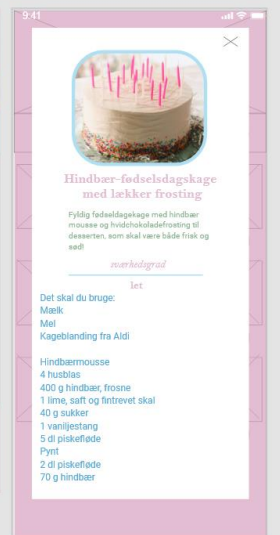 9:41
Hindbær-fødselsdagskage
med lækker frosting
Fyldig fødseldagekage med hindbær
mousse og hvidchokoladefrosting til
desserten, som skal være både frisk og
sød!
sværhedsgrad
let
Det skal du bruge:
Mælk
Mel
Kageblanding fra Aldi
Hindbærmousse
4 husblas
400 g hindbær, frosne
1 lime, saft og fintrevet skal
40 g sukker
1 vaniljestang
5 dl piskefløde
Pynt
2 dl piskefløde
70 g hindbær